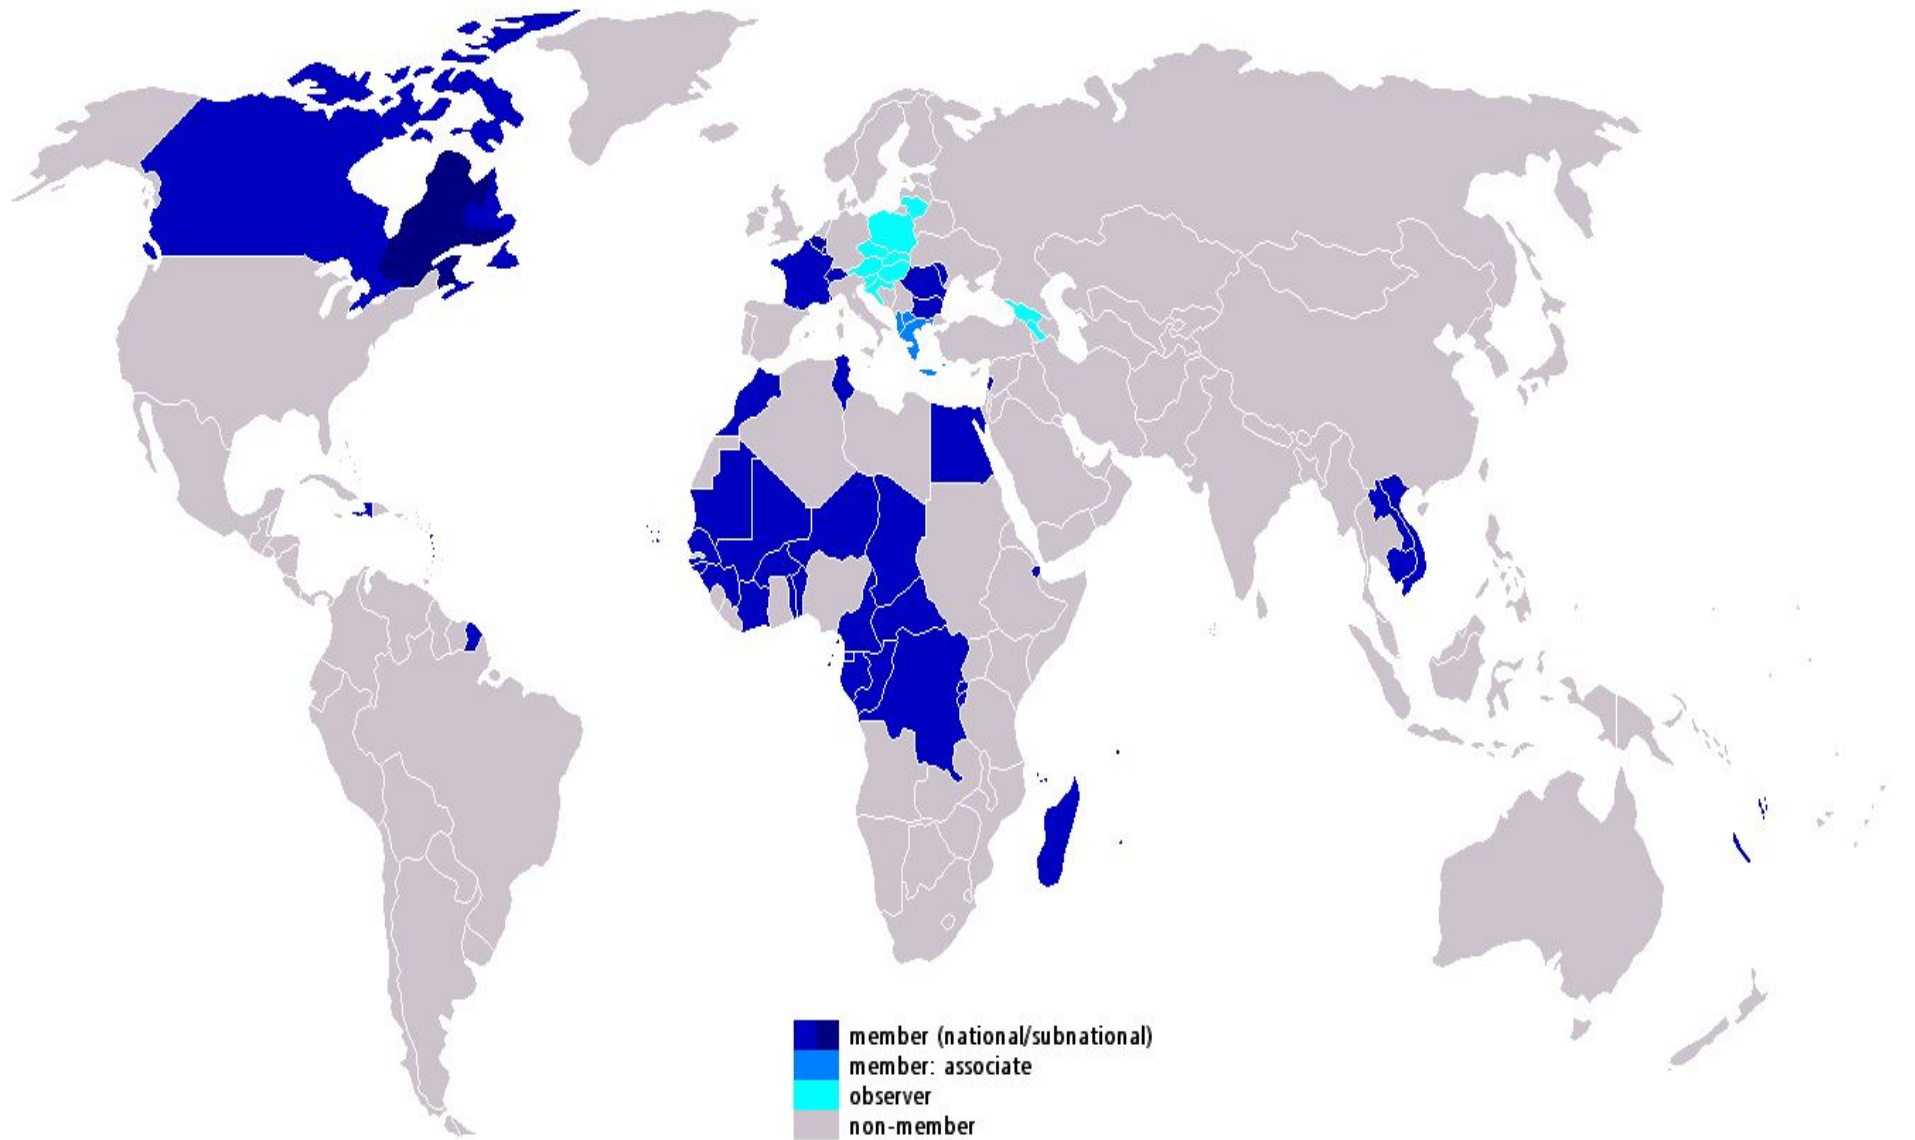 member (national/subnational)
member: associate
observer
non-member